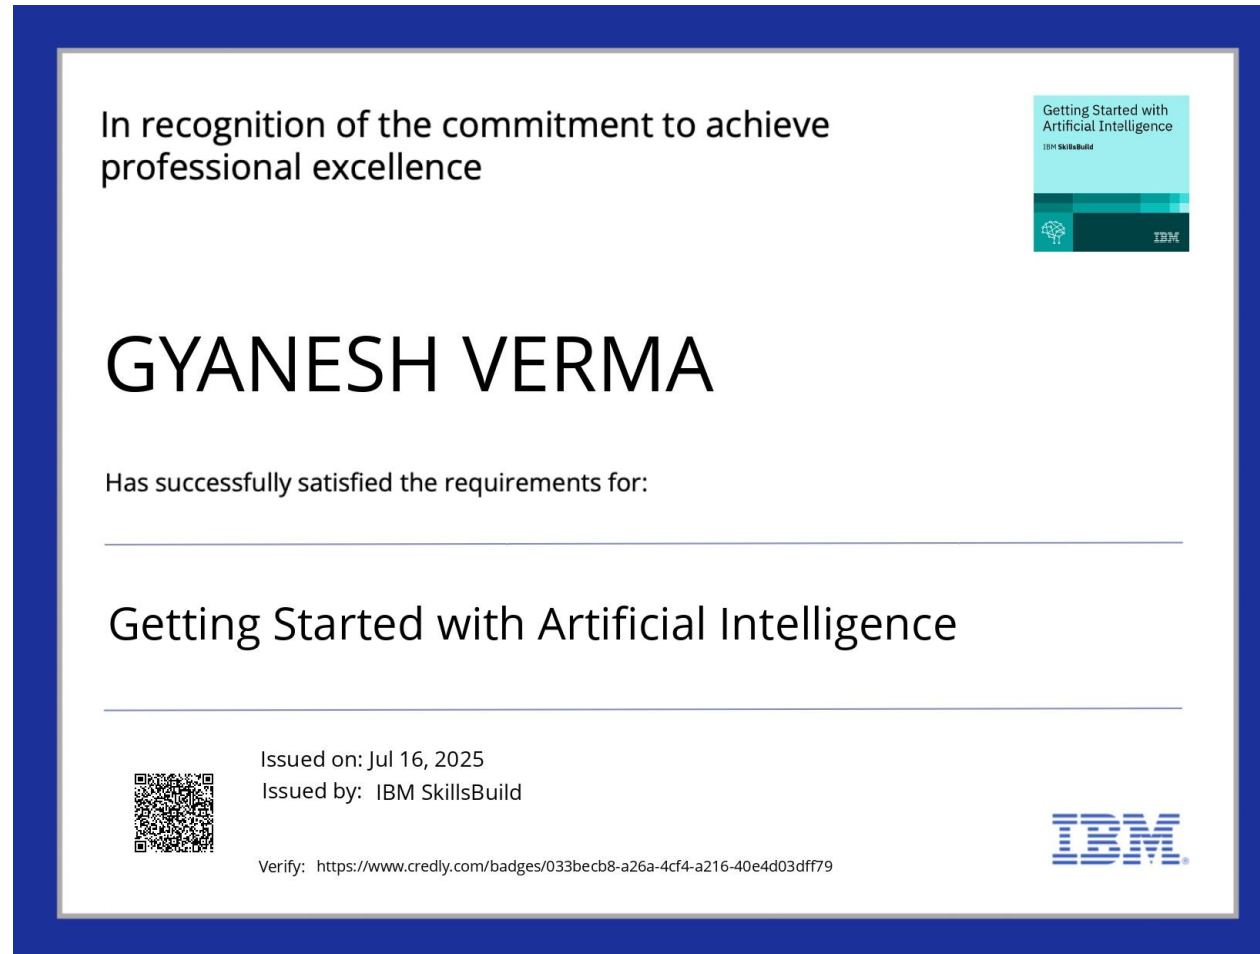 In recognition of the commitment to achieve
professional excellence
Getting Started with
Artificial Intelligence
IBM SkillsBuild
IBM
GYANESH VERMA
Has successfully satisfied the requirements for:
Getting Started with Artificial Intelligence
Issued on: Jul 16, 2025
Issued by: IBM SkillsBuild
IBM®
Verify: https://www.credly.com/badges/033becb8-a26a-4cf4-a216-40e4d03dff79